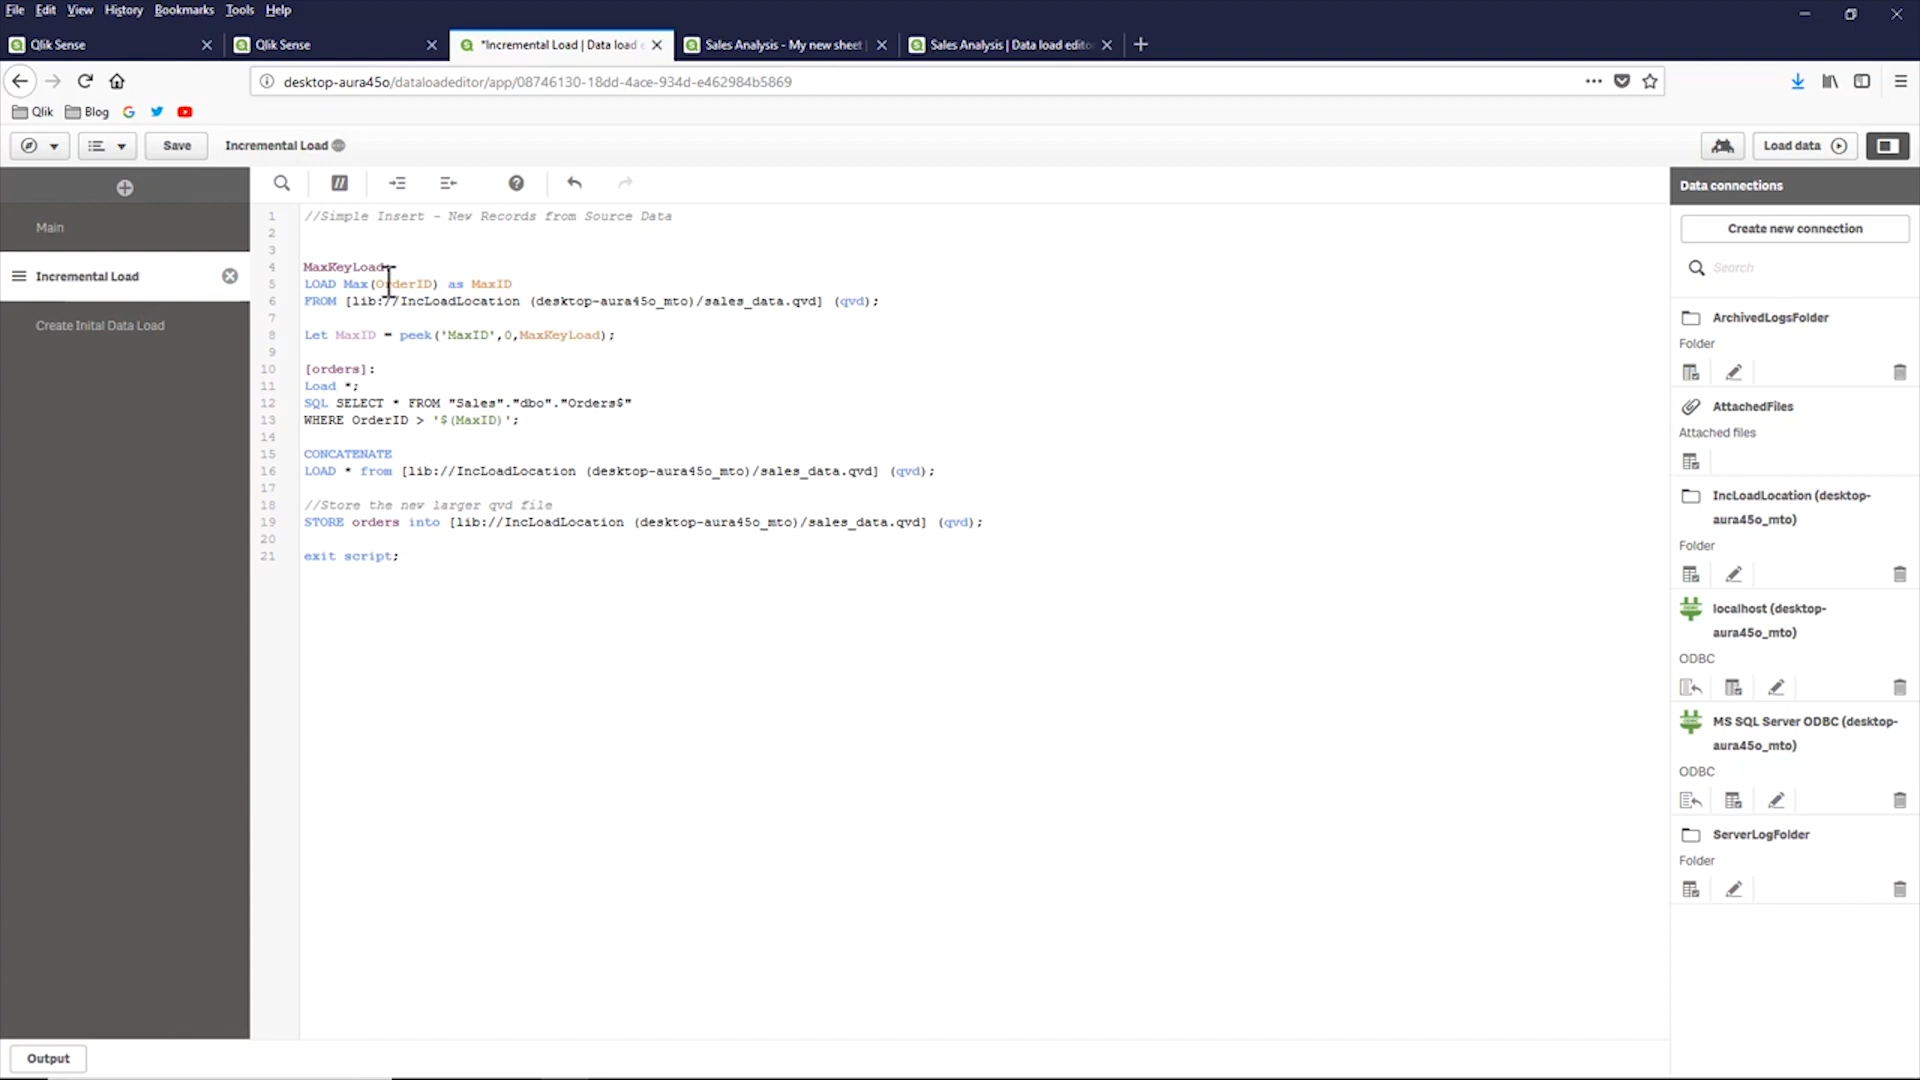 File Edit View History Bookmarks Tools Help
Qlik Sense
Qlik Sense
*Incremental Load | Data load e
Sales Analysis - My new sheet
Sales Analysis | Data load edito
desktop-aura45o/dataloadeditor/app/08746130-18dd-4ace-934d-e462984b5869
Qlik Blog
Save
Incremental Load
Load data
Main
Incremental Load
Create Inital Data Load
1 //Simple Insert - New Records from Source Data
2
3
4 MaxKeyLoad:
5 LOAD Max(OrderID) as MaxID
6 FROM [lib://IncLoadLocation (desktop-aura45o_mto)/sales_data.qvd] (qvd);
7
8 Let MaxID = peek('MaxID',0,MaxKeyLoad);
9
10 [orders]:
11 Load *;
12 SQL SELECT * FROM "Sales"."dbo"."Orders$"
13 WHERE OrderID > '$(MaxID)';
14
15 CONCATENATE
16 LOAD * from [lib://IncLoadLocation (desktop-aura45o_mto)/sales_data.qvd] (qvd);
17
18 //Store the new larger qvd file
19 STORE orders into [lib://IncLoadLocation (desktop-aura45o_mto)/sales_data.qvd] (qvd);
20
21 exit script;
Data connections
Create new connection
Search
ArchivedLogsFolder
Folder
AttachedFiles
Attached files
IncLoadLocation (desktop-
aura45o_mto)
Folder
localhost (desktop-
aura45o_mto)
ODBC
MS SQL Server ODBC (desktop-
aura45o_mto)
ODBC
ServerLogFolder
Folder
Output